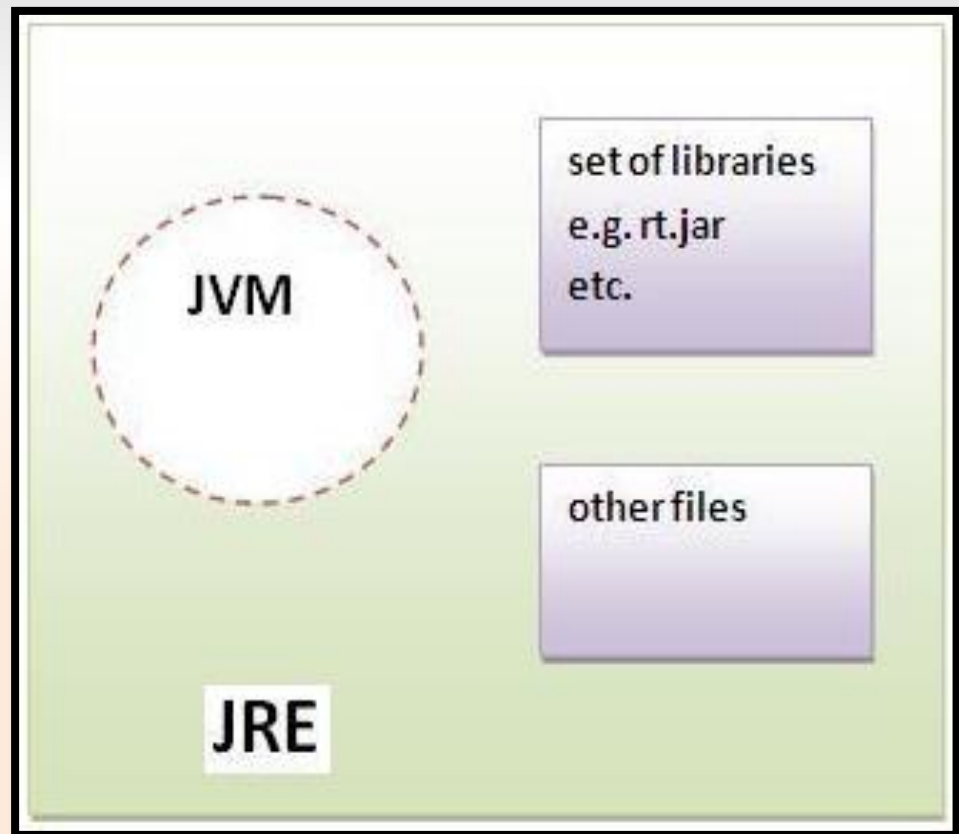 JVM
set of libraries
e.g. rt.jar
etc.
other files
JRE